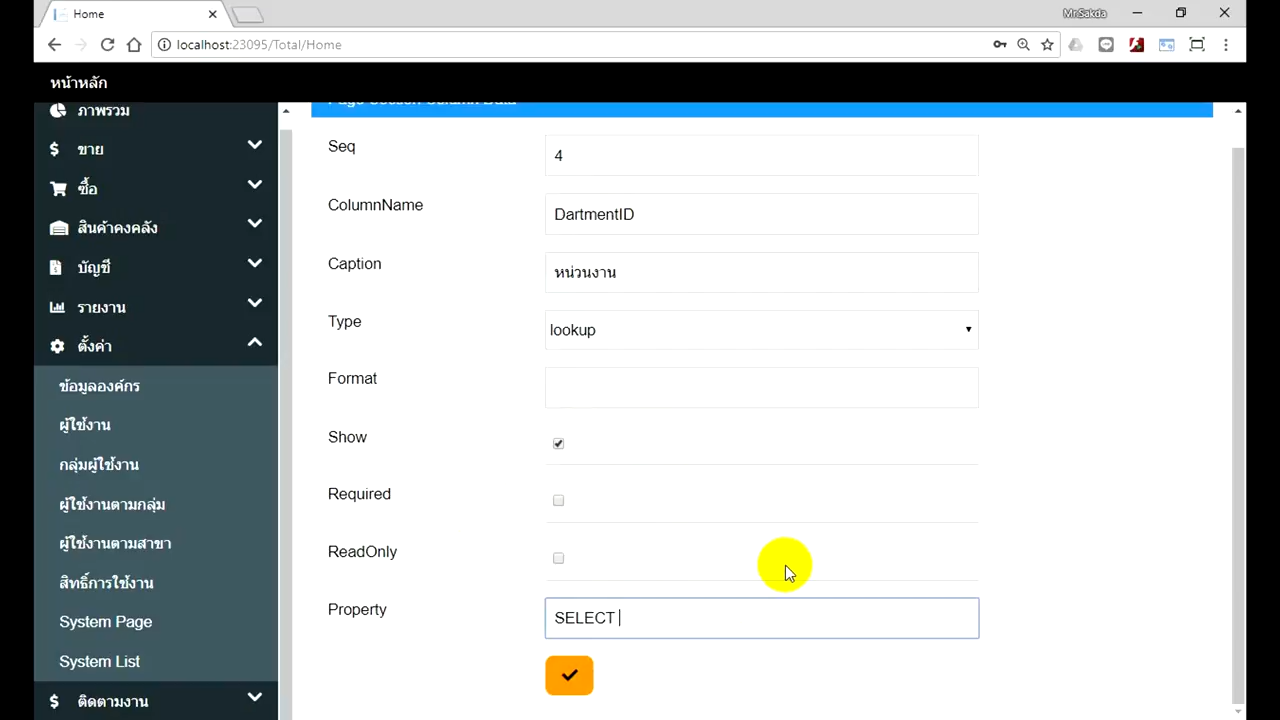 Home
Mr.Sakda
localhost:23095/Total/Home
หน้าหลัก
ภาพรวม
ขาย
ซื้อ
สินค้าคงคลัง
บัญชี
รายงาน
ตั้งค่า
ข้อมูลองค์กร
ผู้ใช้งาน
กลุ่มผู้ใช้งาน
ผู้ใช้งานตามกลุ่ม
ผู้ใช้งานตามสาขา
สิทธิ์การใช้งาน
System Page
System List
ติดตามงาน
Page Section Column Data
Seq
4
ColumnName
DartmentID
Caption
หน่วนงาน
Type
lookup
Format
Show
Required
ReadOnly
Property
SELECT